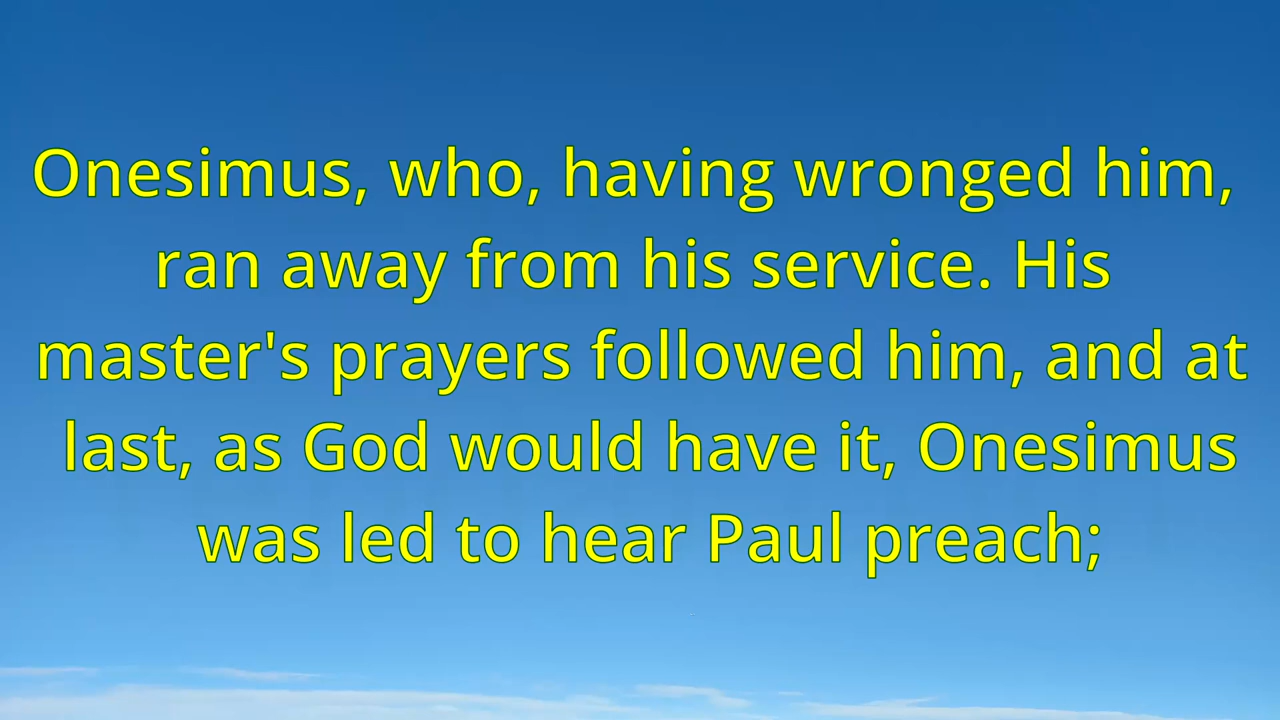 Onesimus, who, having wronged him,
ran away from his service. His
master's prayers followed him, and at
last, as God would have it, Onesimus
was led to hear Paul preach;